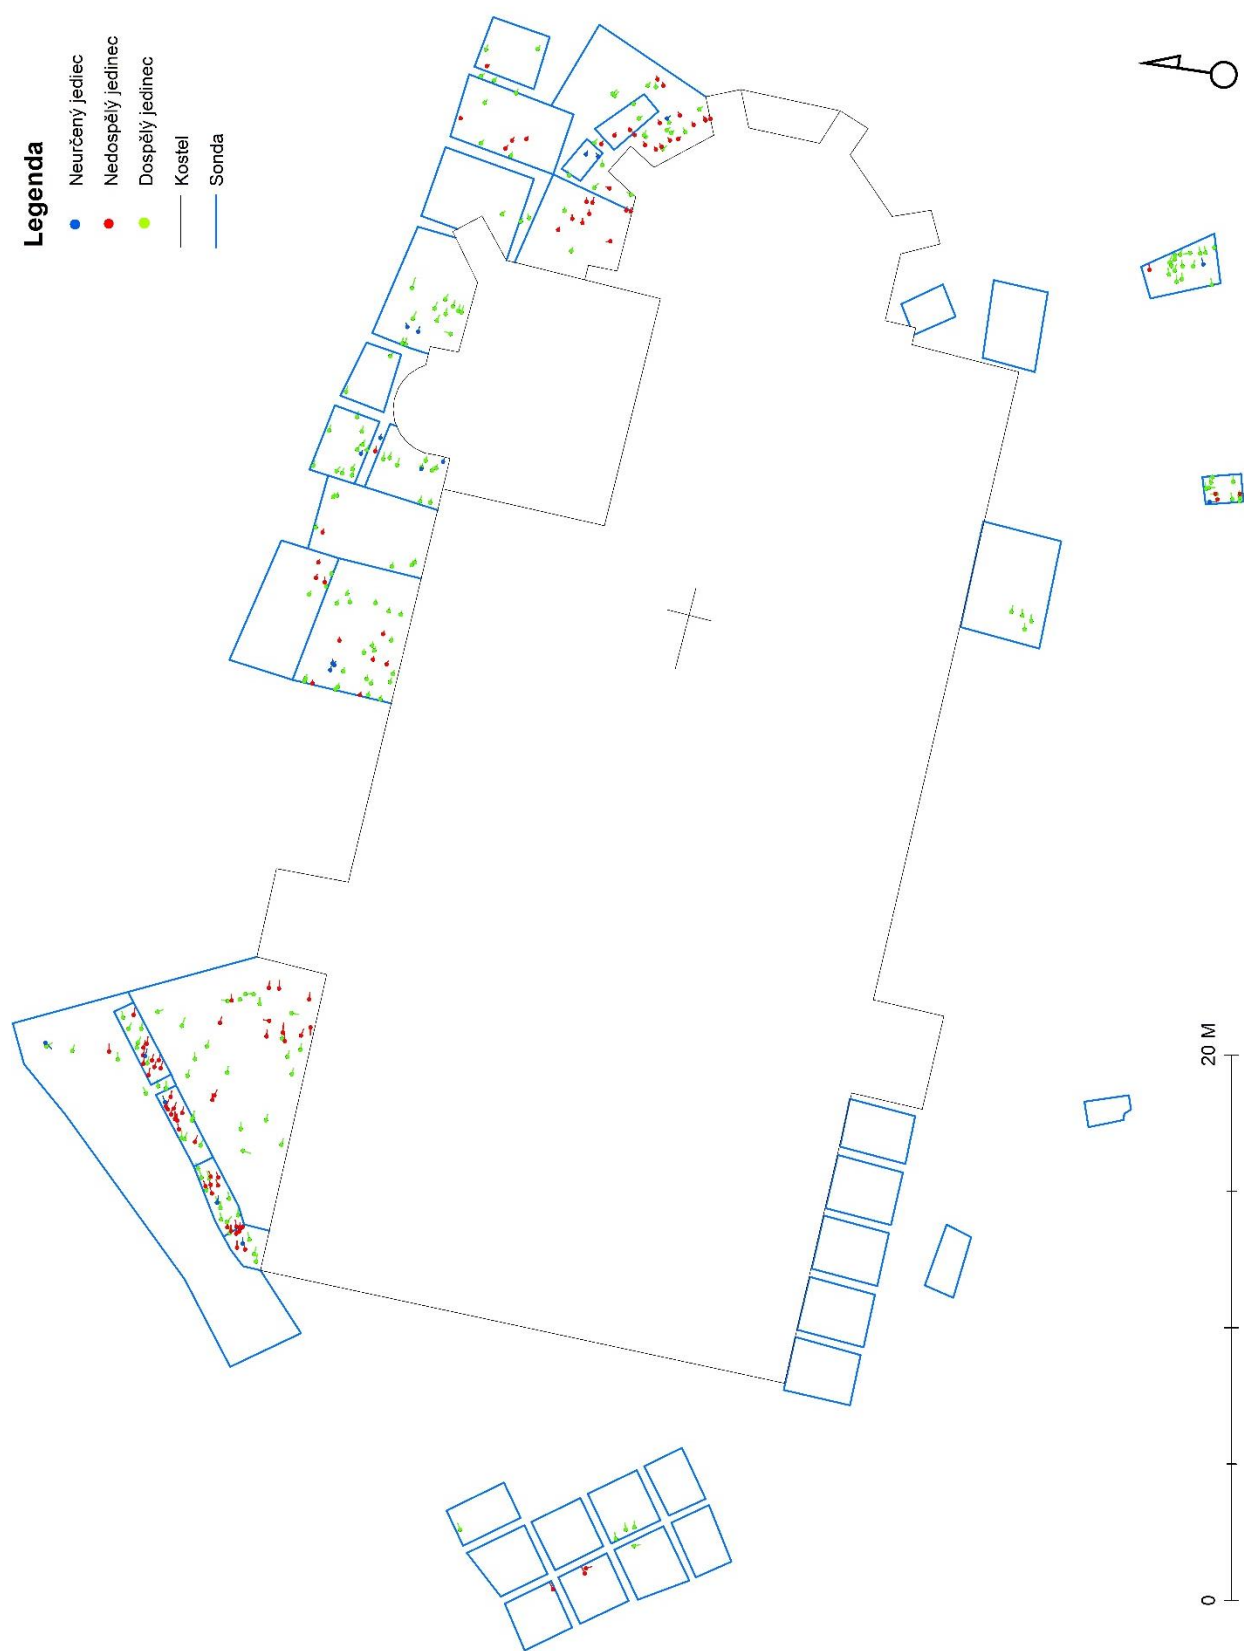 Legenda
Neurčený jediec
Nedospělý jedinec
Dospělý jedinec
Kostel
Sonda
0
20 M